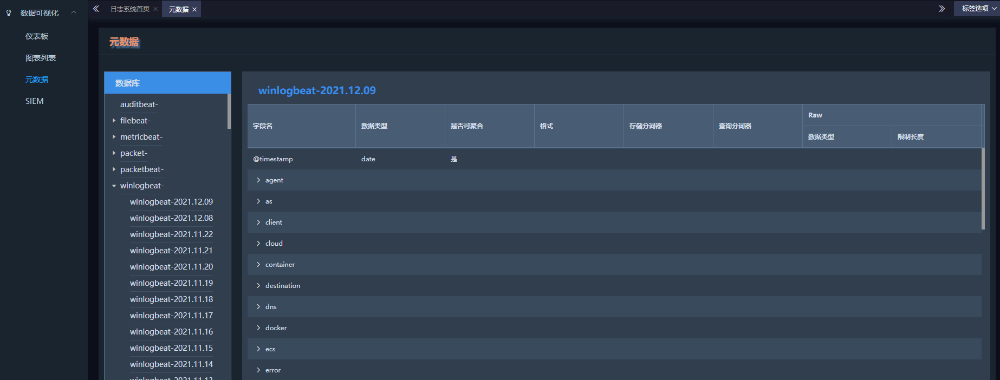 数据可视化
仪表板
图表列表
元数据
SIEM
日志系统首页
元数据
标签选项
元数据
数据库
auditbeat-
filebeat-
metricbeat-
packet-
packetbeat-
winlogbeat-
winlogbeat-2021.12.09
winlogbeat-2021.12.08
winlogbeat-2021.11.22
winlogbeat-2021.11.21
winlogbeat-2021.11.20
winlogbeat-2021.11.19
winlogbeat-2021.11.18
winlogbeat-2021.11.17
winlogbeat-2021.11.16
winlogbeat-2021.11.15
winlogbeat-2021.11.14
winlogbeat-2021.11.13
winlogbeat-2021.12.09
字段名 数据类型 是否可聚合 格式 存储分词器 查询分词器 Raw
数据类型 限制长度
@timestamp date 是
agent
as
client
cloud
container
destination
dns
docker
ecs
error